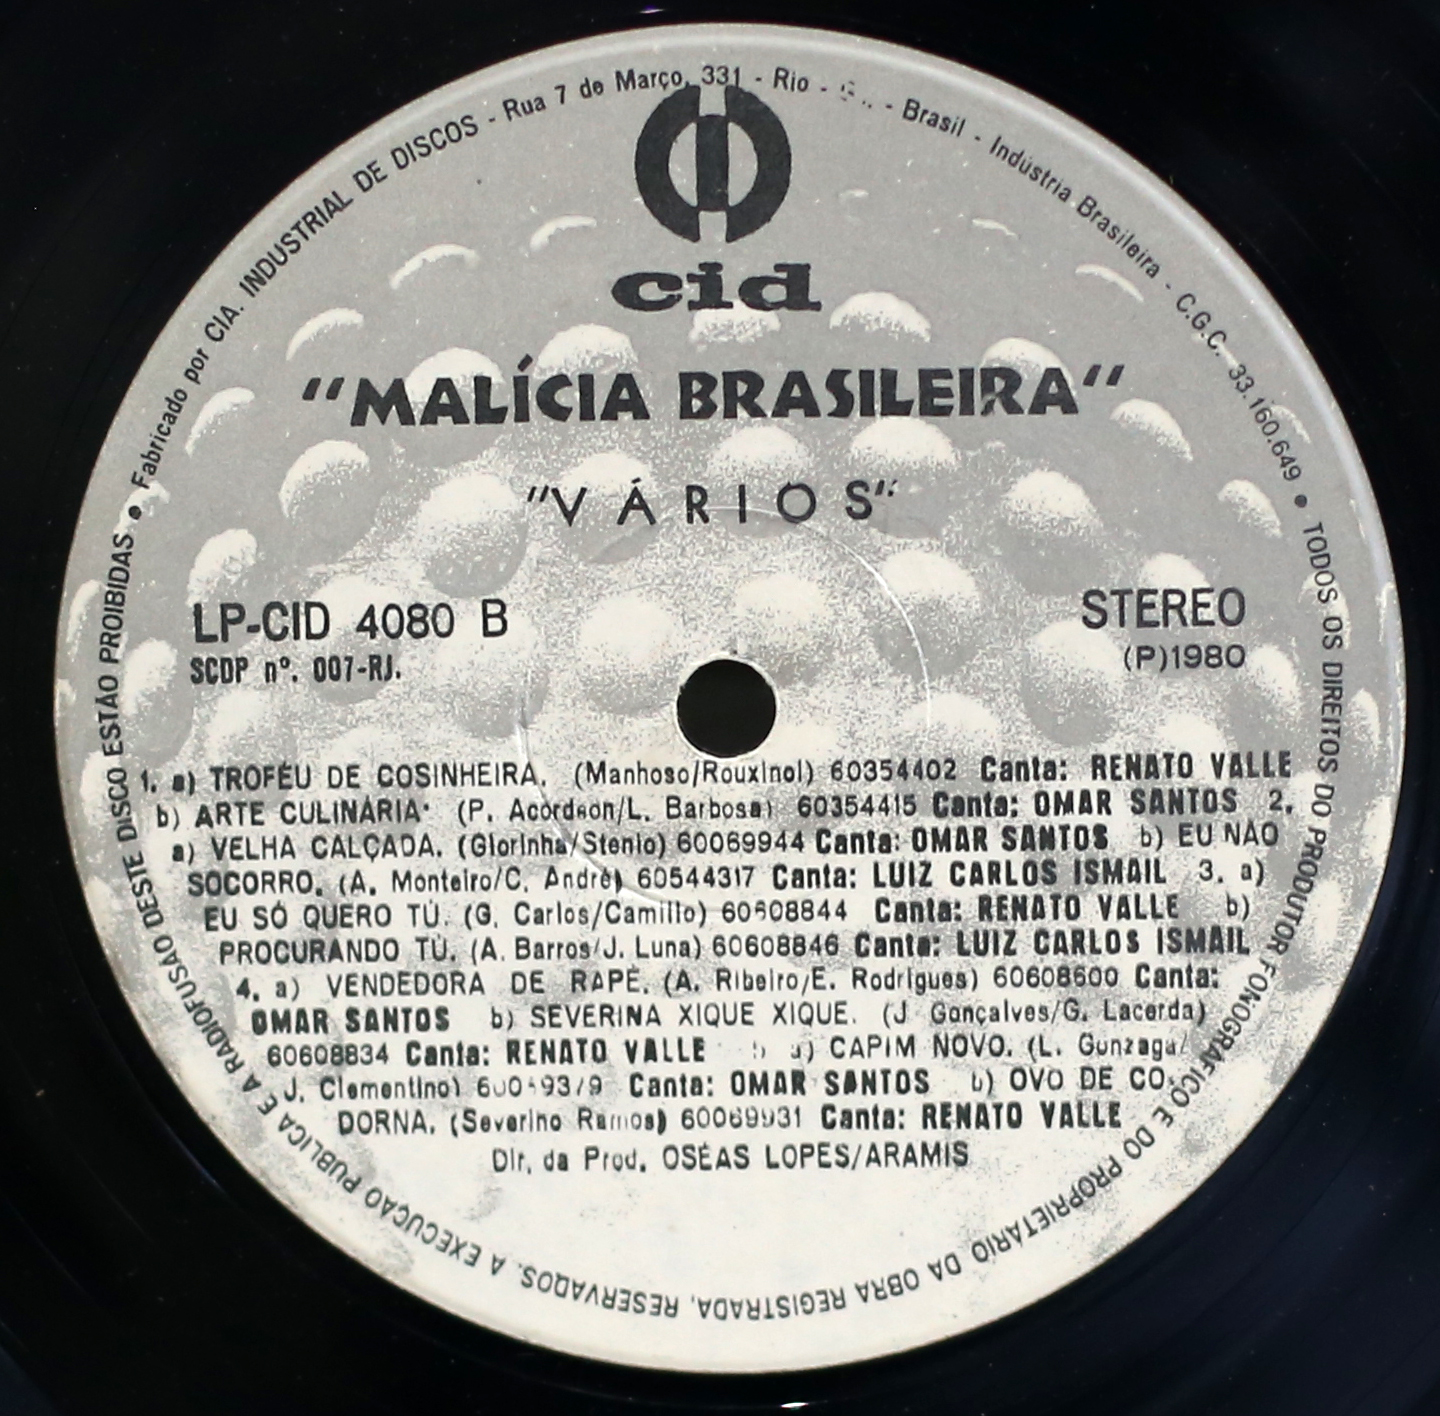 Fabricado por CIA. INDUSTRIAL DE DISCOS - Rua 7 de Março, 331 - Rio - - Brasil - Indústria Brasileira - C.G.C. 33.160.649 •
TODOS OS DIREITOS DO PRODUTOR FONOGRAFICO E DO PROPRIETÁRIO DA OBRA REGISTRADA, RESERVADOS. A EXECUÇÃO PUBLICA E A RADIOFUSÃO DESTE DISCO ESTÃO PROIBIDAS •
cid
"MALÍCIA BRASILEIRA"
"VÁRIOS"
LP-CID 4080 B
STEREO
SCDP nº. 007-RJ.
(P)1980
1. a) TROFÉU DE COSINHEIRA. (Manhoso/Rouxinol) 60354402 Canta: RENATO VALLE
b) ARTE CULINÁRIA. (P. Acordeon/L. Barbosa) 60354415 Canta: OMAR SANTOS 2.
a) VELHA CALÇADA. (Glorinha/Stenio) 60069944 Canta: OMAR SANTOS b) EU NÃO
SOCORRO. (A. Monteiro/C. André) 60544317 Canta: LUIZ CARLOS ISMAIL 3. a)
EU SÓ QUERO TÚ. (G. Carlos/Camillo) 60608844 Canta: RENATO VALLE b)
PROCURANDO TÚ. (A. Barros/J. Luna) 60608846 Canta: LUIZ CARLOS ISMAIL
4. a) VENDEDORA DE RAPÉ. (A. Ribeiro/E. Rodrigues) 60608600 Canta:
OMAR SANTOS b) SEVERINA XIQUE XIQUE. (J Gonçalves/G. Lacerda)
60608834 Canta: RENATO VALLE a) CAPIM NOVO. (L. Gonzaga/
J. Clementino) Canta: OMAR SANTOS b) OVO DE CO-
DORNA. (Severino Ramos) 60069931 Canta: RENATO VALLE
Dir. da Prod. OSÉAS LOPES/ARAMIS